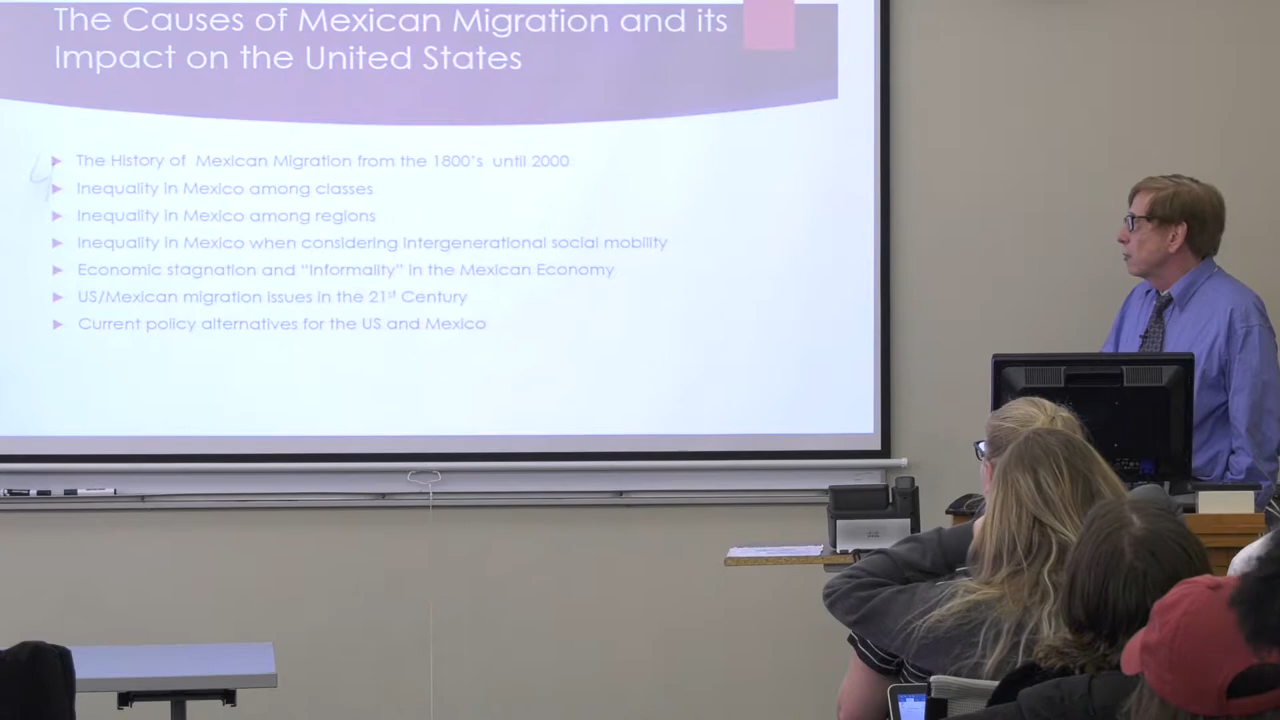 The Causes of Mexican Migration and its
Impact on the United States
The History of Mexican Migration from the 1800's until 2000
Inequality in Mexico among classes
Inequality in Mexico among regions
Inequality in Mexico when considering intergenerational social mobility
Economic stagnation and "Informality" in the Mexican Economy
US/Mexican migration issues in the 21st Century
Current policy alternatives for the US and Mexico